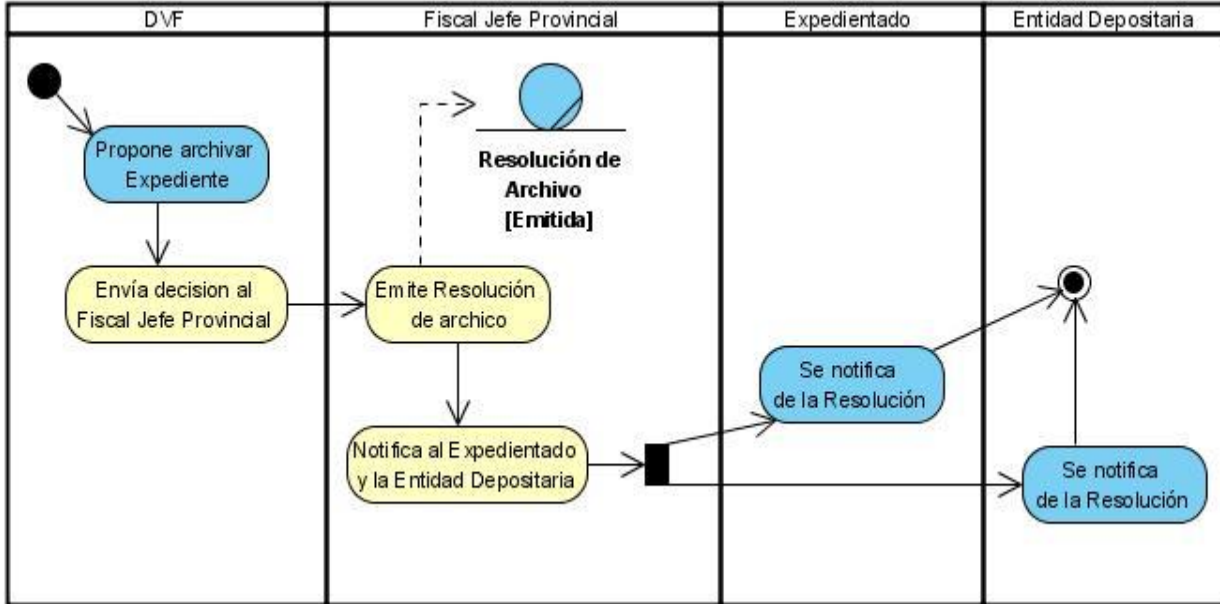 DVF
Fiscal Jefe Provincial
Expedientado
Entidad Depositaria
Propone archivar
Expediente
Envía decision al
Fiscal Jefe Provincial
Resolución de
Archivo
[Emitida]
Emite Resolución
de archico
Notifica al Expedientado
y la Entidad Depositaria
Se notifica
de la Resolución
Se notifica
de la Resolución